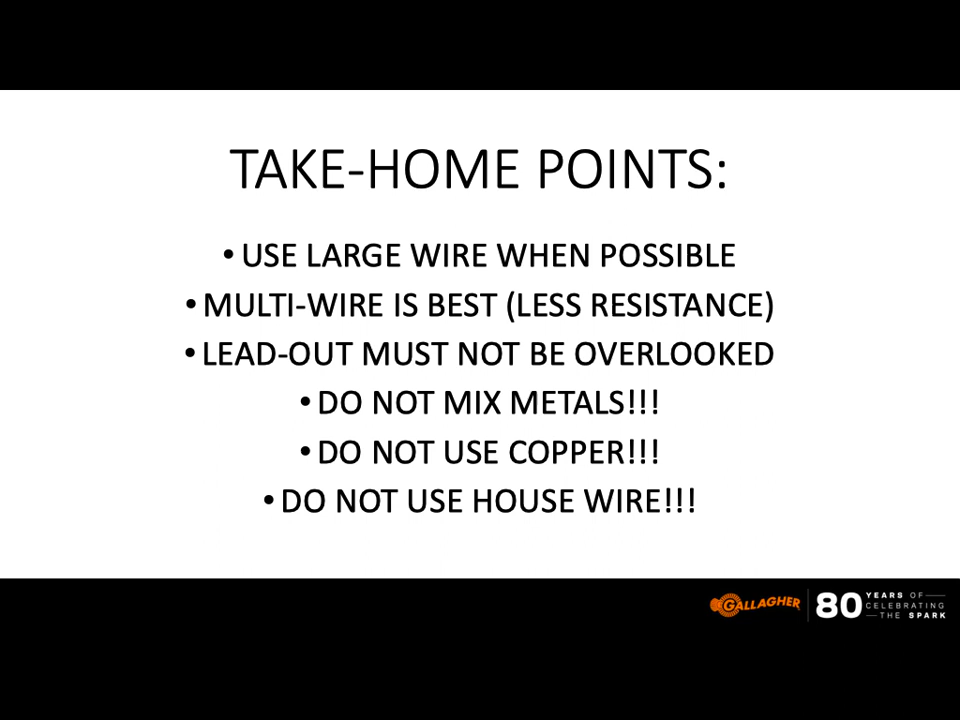 TAKE-HOME POINTS:
• USE LARGE WIRE WHEN POSSIBLE
• MULTI-WIRE IS BEST (LESS RESISTANCE)
• LEAD-OUT MUST NOT BE OVERLOOKED
• DO NOT MIX METALS!!!
• DO NOT USE COPPER!!!
• DO NOT USE HOUSE WIRE!!!
GALLAGHER
80 YEARS OF
CELEBRATING
THE SPARK